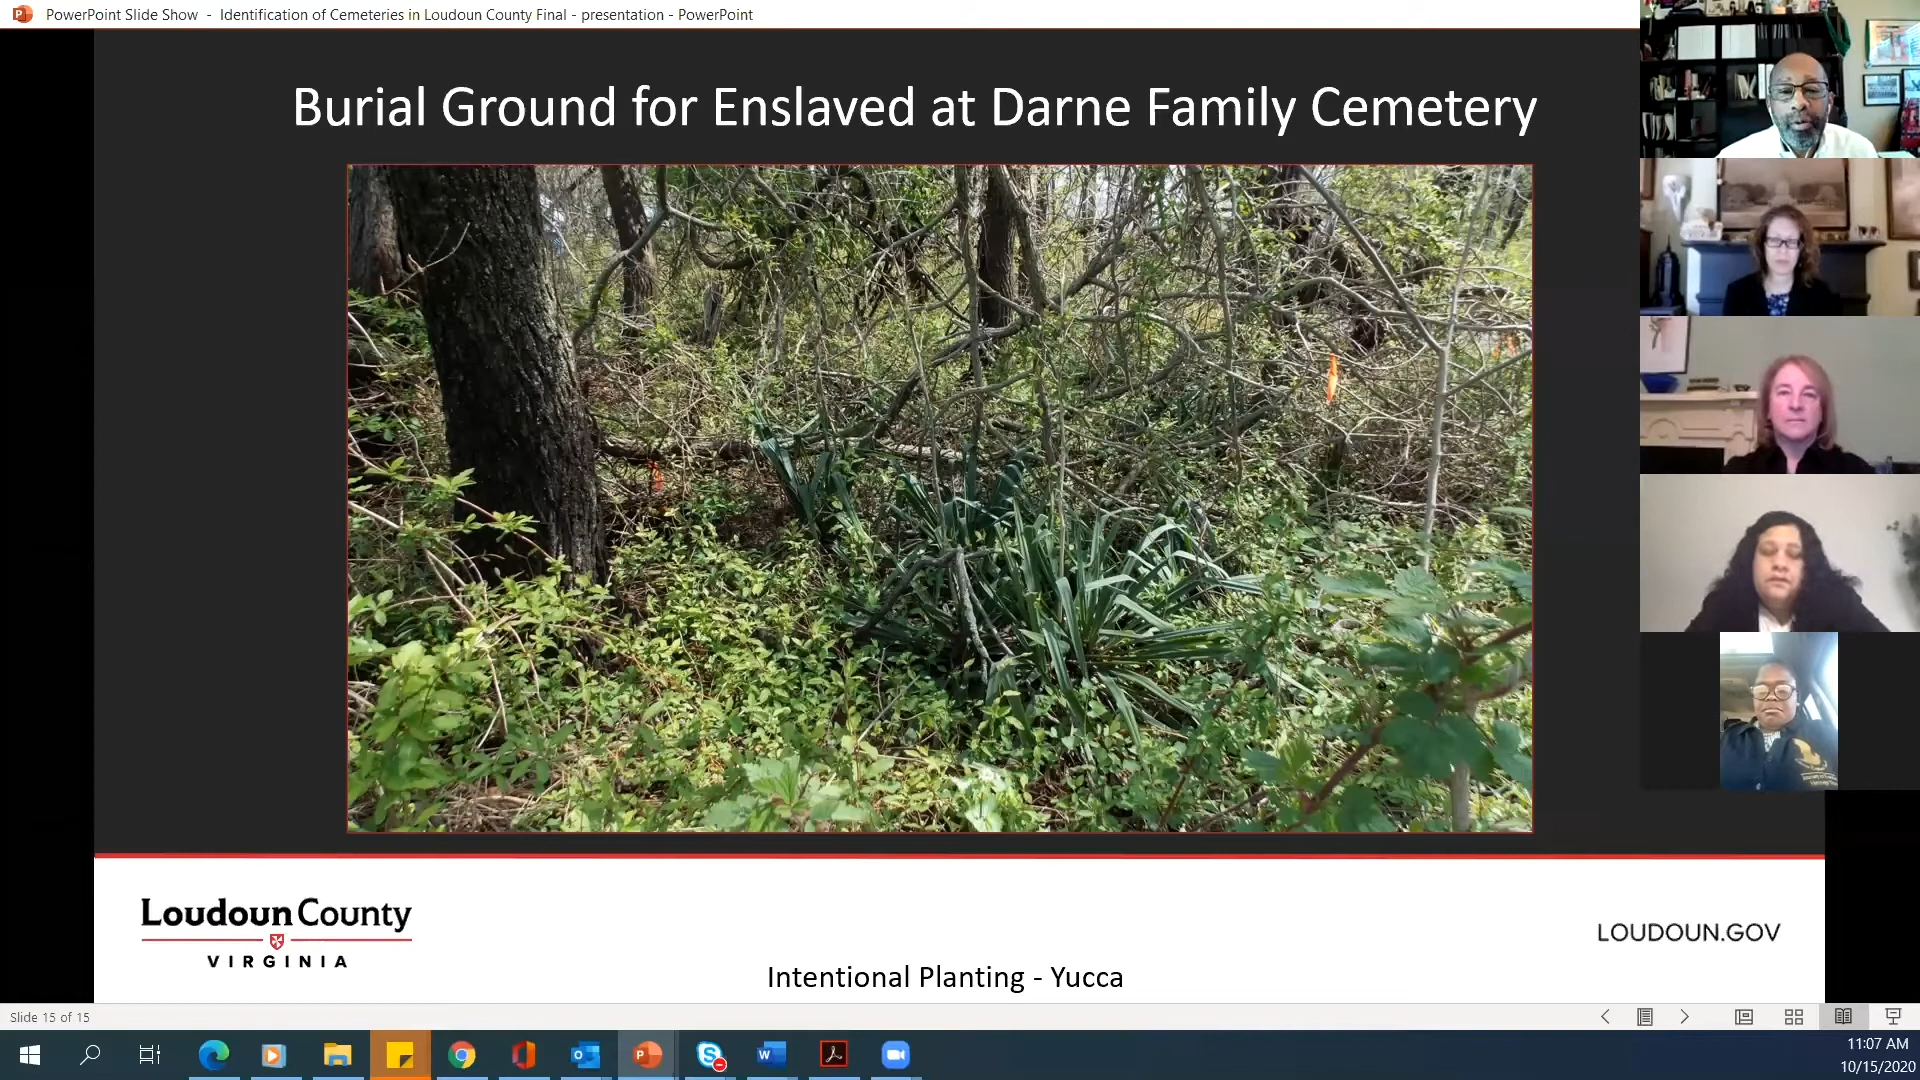 PowerPoint Slide Show - Identification of Cemeteries in Loudoun County Final - presentation - PowerPoint
Burial Ground for Enslaved at Darne Family Cemetery
Loudoun County
VIRGINIA
LOUDOUN.GOV
Intentional Planting - Yucca
Slide 15 of 15
11:07 AM
10/15/2020